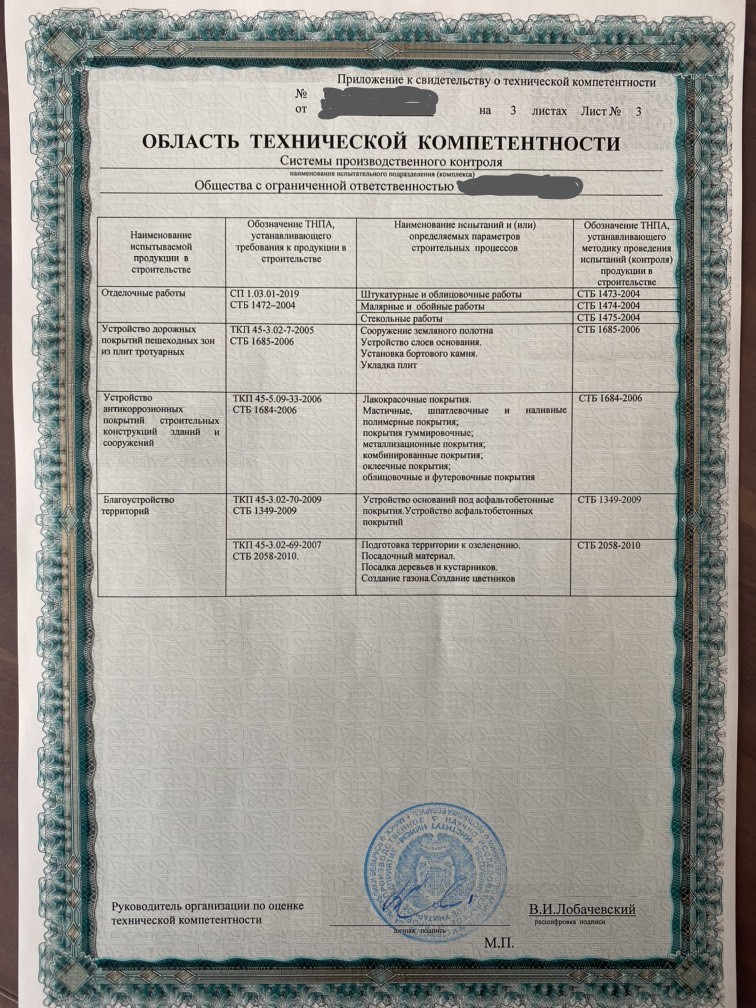 Приложение к свидетельству о технической компетентности
№
от на 3 листах Лист № 3
ОБЛАСТЬ ТЕХНИЧЕСКОЙ КОМПЕТЕНТНОСТИ
Системы производственного контроля
наименование испытательного подразделения (комплекса)
Общества с ограниченной ответственностью
Наименование
испытываемой
продукции в
строительстве
Обозначение ТНПА,
устанавливающего
требования к продукции в
строительстве
Наименование испытаний и (или)
определяемых параметров
строительных процессов
Обозначение ТНПА,
устанавливающего
методику проведения
испытаний (контроля)
продукции в
строительстве
Отделочные работы
СП 1.03.01-2019
СТБ 1472–2004
Штукатурные и облицовочные работы
СТБ 1473-2004
Малярные и обойные работы
СТБ 1474-2004
Стекольные работы
СТБ 1475-2004
Устройство дорожных
покрытий пешеходных зон
из плит тротуарных
ТКП 45-3.02-7-2005
СТБ 1685-2006
Сооружение земляного полотна
Устройство слоев основания.
Установка бортового камня.
Укладка плит
СТБ 1685-2006
Устройство
антикоррозионных
покрытий строительных
конструкций зданий и
сооружений
ТКП 45-5.09-33-2006
СТБ 1684-2006
Лакокрасочные покрытия.
Мастичные, шпатлевочные и наливные
полимерные покрытия;
покрытия гуммировочные;
металлизационные покрытия;
комбинированные покрытия;
оклеечные покрытия;
облицовочные и футеровочные покрытия
СТБ 1684-2006
Благоустройство
территорий
ТКП 45-3.02-70-2009
СТБ 1349-2009
Устройство оснований под асфальтобетонные
покрытия.Устройство асфальтобетонных
покрытий
СТБ 1349-2009
ТКП 45-3.02-69-2007
СТБ 2058-2010.
Подготовка территории к озеленению.
Посадочный материал.
Посадка деревьев и кустарников.
Создание газона.Создание цветников
СТБ 2058-2010
Руководитель организации по оценке
технической компетентности
личная подпись
В.И.Лобачевский
расшифровка подписи
М.П.